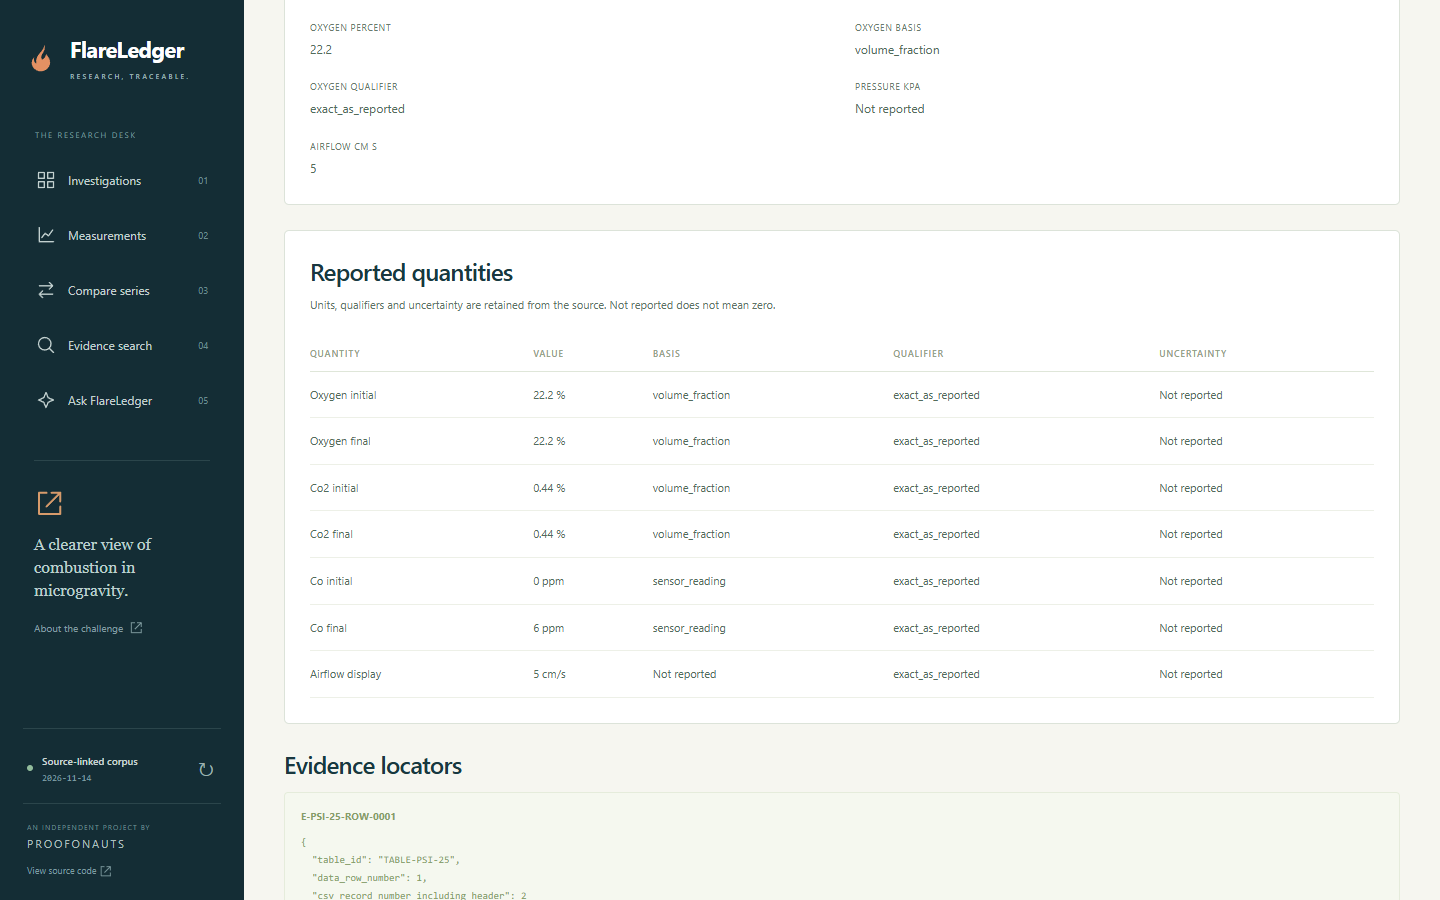 FlareLedger
RESEARCH, TRACEABLE.
THE RESEARCH DESK
Investigations 01
Measurements 02
Compare series 03
Evidence search 04
Ask FlareLedger 05
A clearer view of
combustion in
microgravity.
About the challenge
Source-linked corpus
2026-11-14
AN INDEPENDENT PROJECT BY
PROOFONAUTS
View source code
OXYGEN PERCENT OXYGEN BASIS
22.2 volume_fraction
OXYGEN QUALIFIER PRESSURE KPA
exact_as_reported Not reported
AIRFLOW CM S
5
Reported quantities
Units, qualifiers and uncertainty are retained from the source. Not reported does not mean zero.
QUANTITY VALUE BASIS QUALIFIER UNCERTAINTY
Oxygen initial 22.2 % volume_fraction exact_as_reported Not reported
Oxygen final 22.2 % volume_fraction exact_as_reported Not reported
Co2 initial 0.44 % volume_fraction exact_as_reported Not reported
Co2 final 0.44 % volume_fraction exact_as_reported Not reported
Co initial 0 ppm sensor_reading exact_as_reported Not reported
Co final 6 ppm sensor_reading exact_as_reported Not reported
Airflow display 5 cm/s Not reported exact_as_reported Not reported
Evidence locators
E-PSI-25-ROW-0001
{
"table_id": "TABLE-PSI-25",
"data_row_number": 1,
"csv_record_number_including_header": 2